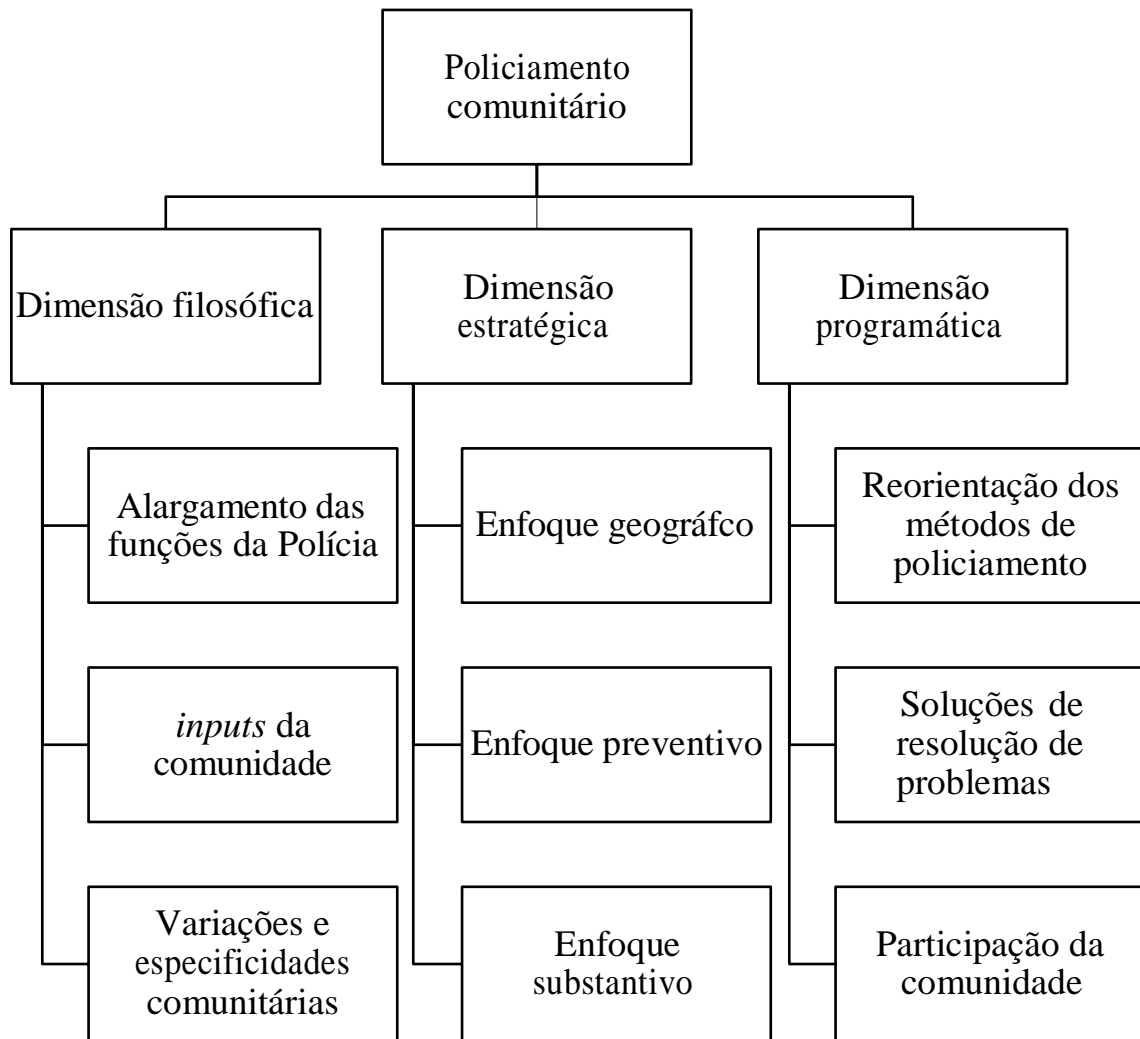 Policiamento
comunitário
Dimensão filosófica
Dimensão
estratégica
Dimensão
programática
Alargamento das
funções da Polícia
Enfoque geográfco
Reorientação dos
métodos de
policiamento
inputs da
comunidade
Enfoque preventivo
Soluções de
resolução de
problemas
Variações e
especificidades
comunitárias
Enfoque
substantivo
Participação da
comunidade